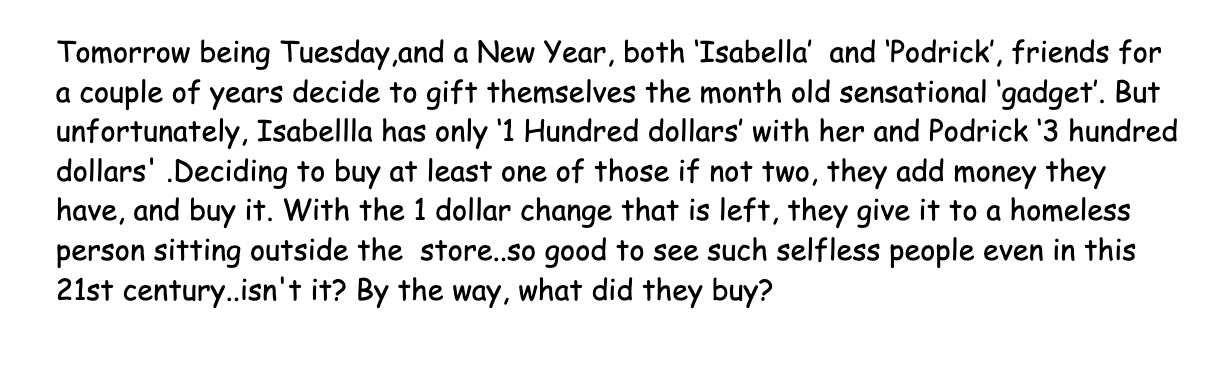 Tomorrow being Tuesday,and a New Year, both ‘Isabella’  and ‘Podrick’, friends for
a couple of years decide to gift themselves the month old sensational ‘gadget’. But
unfortunately, Isabellla has only ‘1 Hundred dollars’ with her and Podrick ‘3 hundred
dollars' .Deciding to buy at least one of those if not two, they add money they
have, and buy it. With the 1 dollar change that is left, they give it to a homeless
person sitting outside the  store..so good to see such selfless people even in this
21st century..isn't it? By the way, what did they buy?